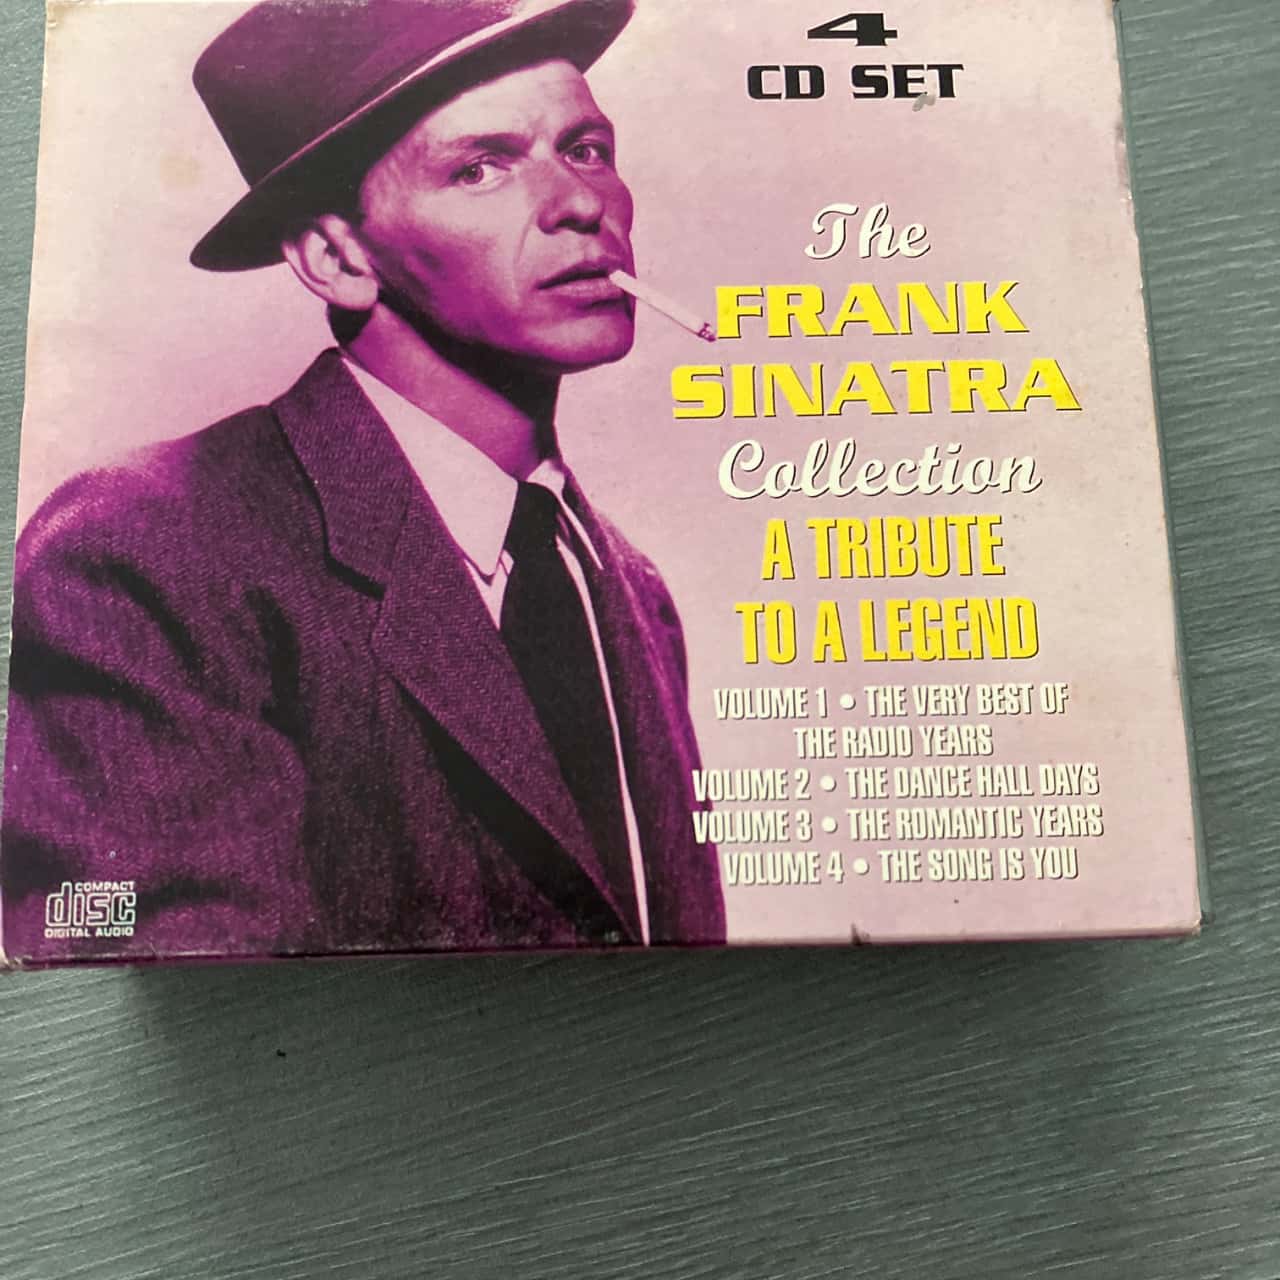 4
CD SET
The
FRANK
SINATRA
Collection
A TRIBUTE
TO A LEGEND
VOLUME 1 • THE VERY BEST OF
THE RADIO YEARS
VOLUME 2 • THE DANCE HALL DAYS
VOLUME 3 • THE ROMANTIC YEARS
VOLUME 4 • THE SONG IS YOU
COMPACT
disc
DIGITAL AUDIO